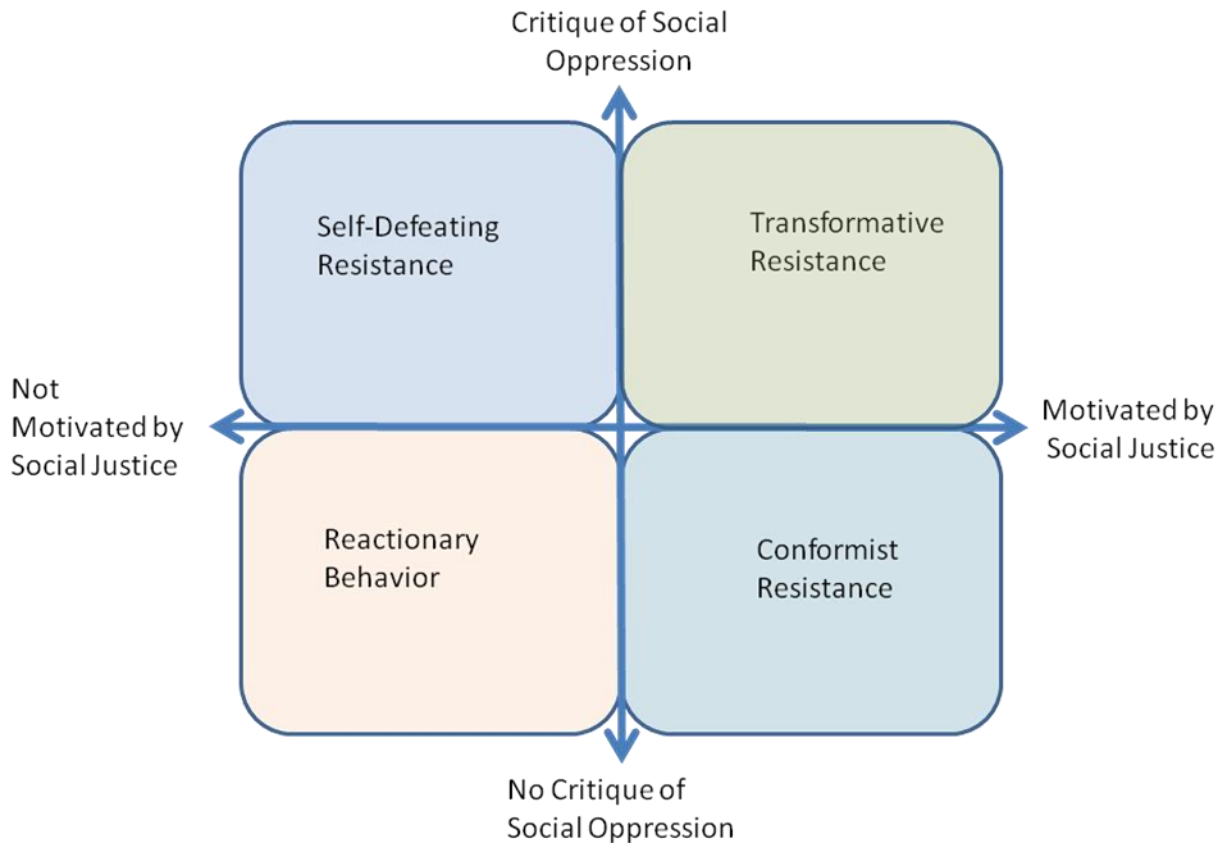 Critique of Social
Oppression
Self-Defeating
Resistance
Transformative
Resistance
Not
Motivated by
Social Justice
Motivated by
Social Justice
Reactionary
Behavior
Conformist
Resistance
No Critique of
Social Oppression